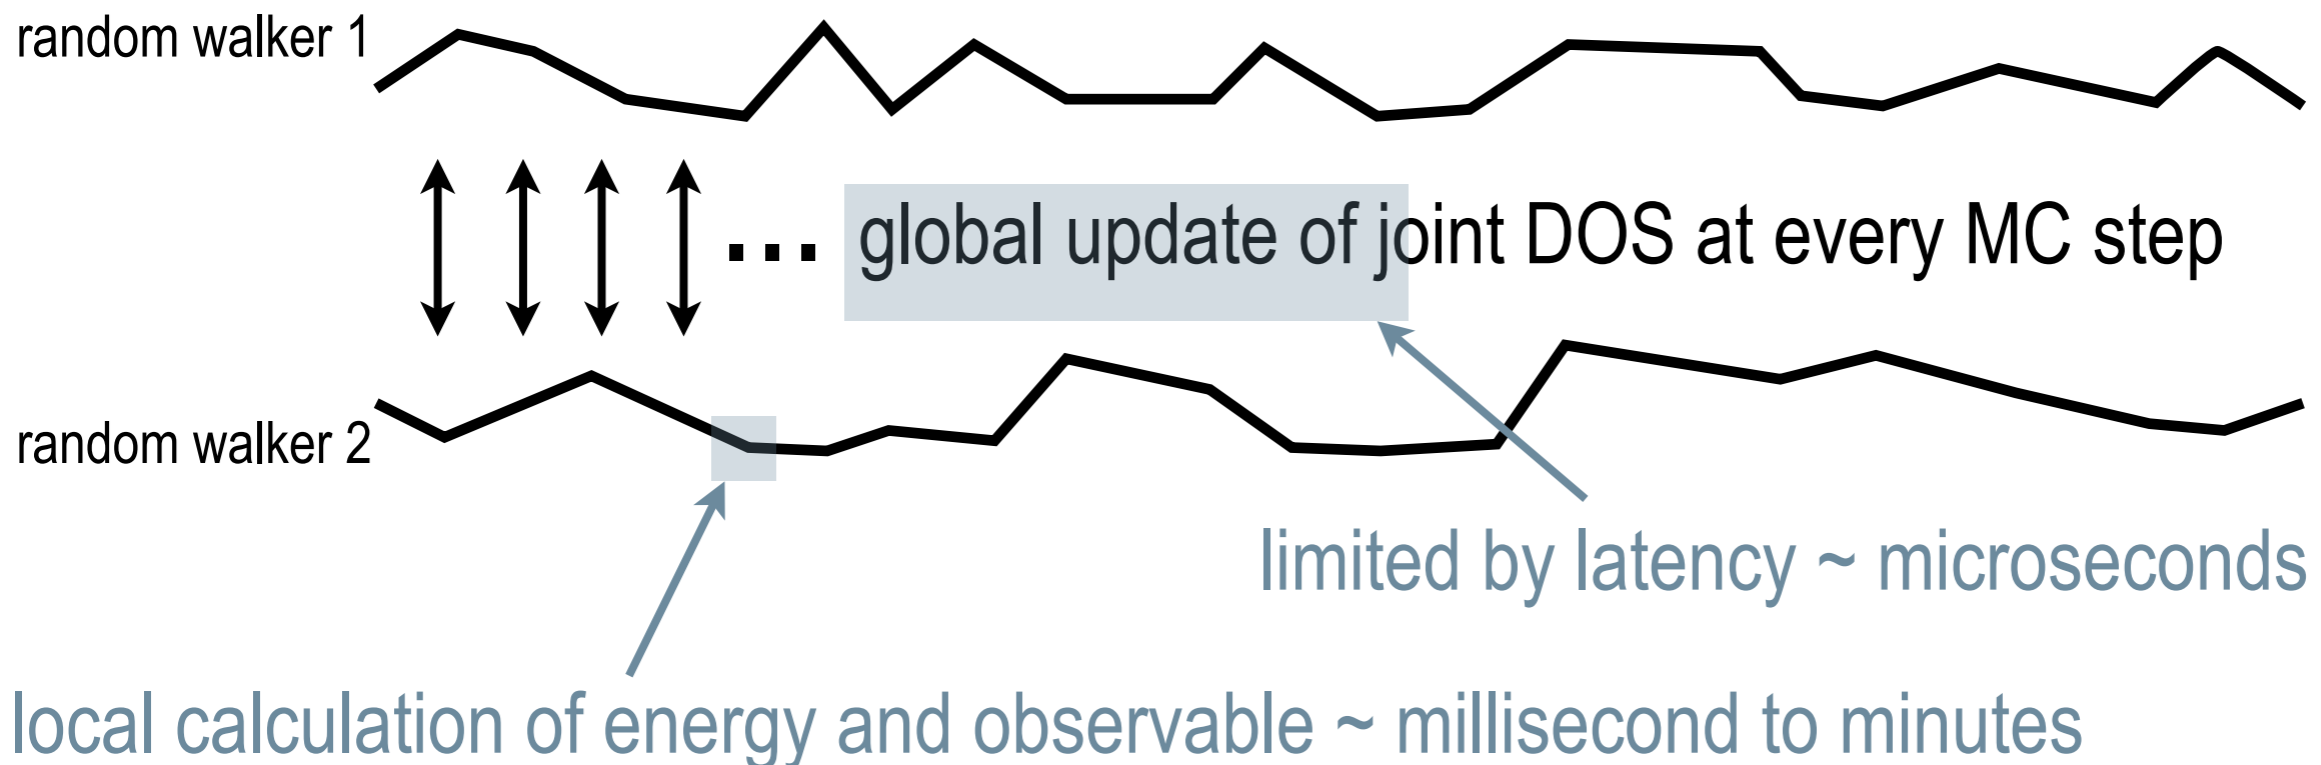 random walker 1
... global update of joint DOS at every MC step
random walker 2
limited by latency ~ microseconds
local calculation of energy and observable ~ millisecond to minutes